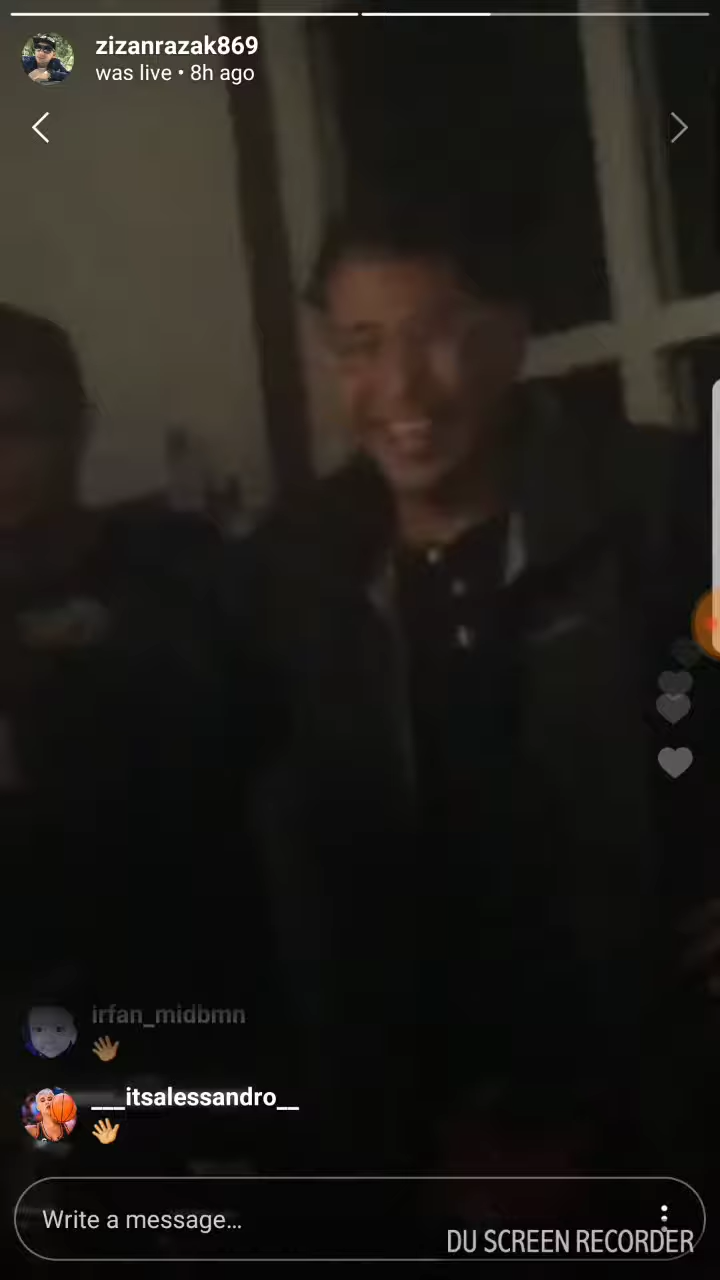 zizanrazak869
was live • 8h ago
irfan_midbmn
👋
___itsalessandro__
👋
Write a message...
DU SCREEN RECORDER